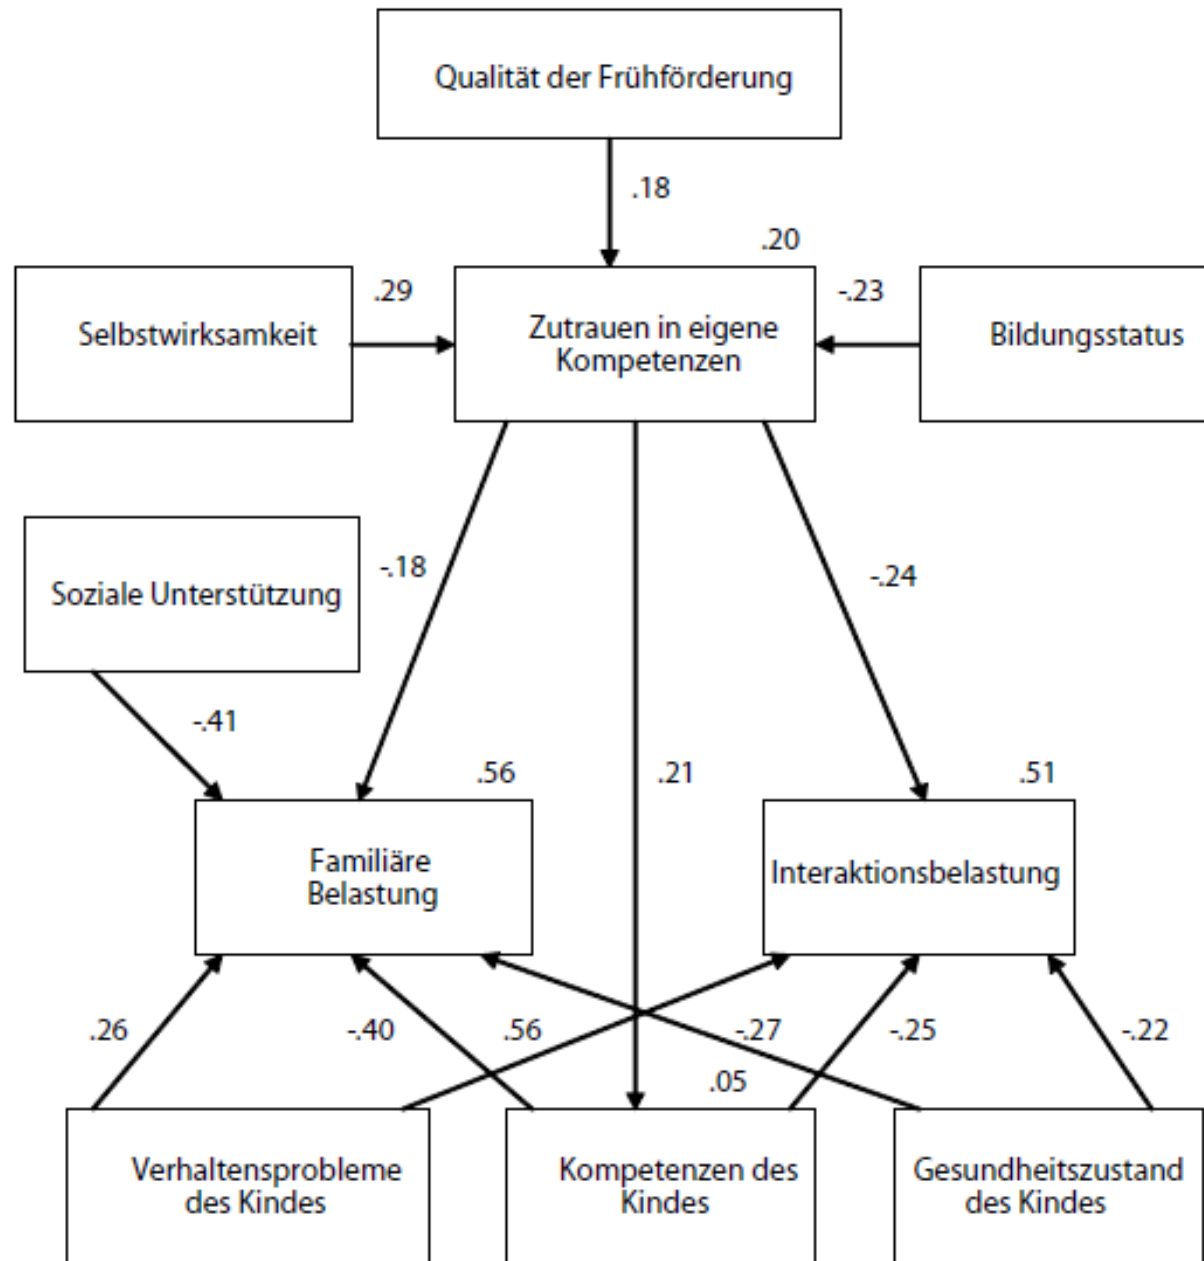 Qualität der Frühförderung
.18
.20
.29
-.23
Selbstwirksamkeit
Zutrauen in eigene
Kompetenzen
Bildungsstatus
-.18
-.24
Soziale Unterstützung
-.41
.56
.21
.51
Familiäre
Belastung
Interaktionsbelastung
.26
-.40
.56
-.27
-.25
-.22
.05
Verhaltensprobleme
des Kindes
Kompetenzen des
Kindes
Gesundheitszustand
des Kindes